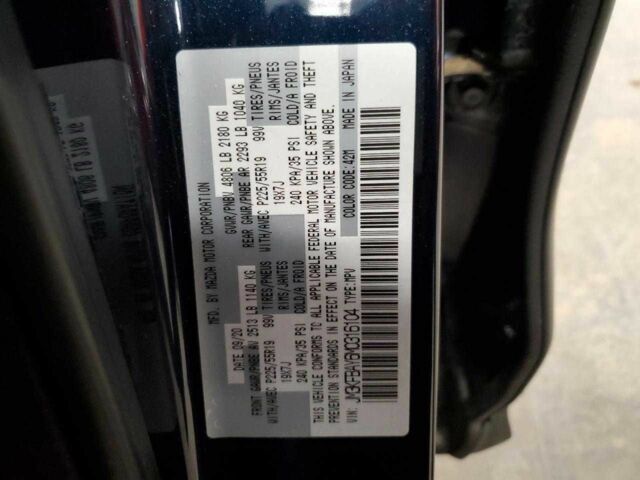 MFD. BY MAZDA MOTOR CORPORATION
DATE 09/20 GVWR/PNBV 4806 LB 2180 KG
FRONT GAWR/PNBE AV 2513 LB 1140 KG REAR GAWR/PNBE AR 2293 LB 1040 KG
WITH/AVEC P225/55R19 99V TIRES/PNEUS WITH/AVEC P225/55R19 99V TIRES/PNEUS
19X7J RIMS/JANTES 19X7J RIMS/JANTES
240 KPA/35 PSI COLD/A FROID 240 KPA/35 PSI COLD/A FROID
THIS VEHICLE CONFORMS TO ALL APPLICABLE FEDERAL MOTOR VEHICLE SAFETY AND THEFT
PREVENTION STANDARDS IN EFFECT ON THE DATE OF MANUFACTURE SHOWN ABOVE.
VIN: JM3KFBAY8N0316104 TYPE:MPV COLOR CODE:42M MADE IN JAPAN